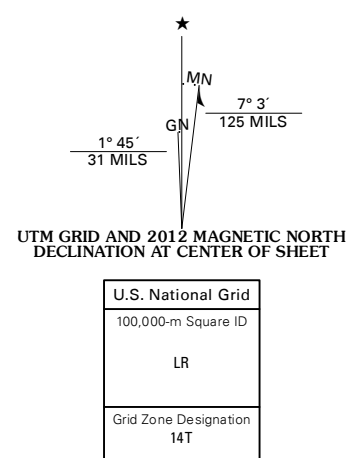 ★
MN
7° 3´
125 MILS
GN
1° 45´
31 MILS
UTM GRID AND 2012 MAGNETIC NORTH
DECLINATION AT CENTER OF SHEET
U.S. National Grid
100,000-m Square ID
LR
Grid Zone Designation
14T